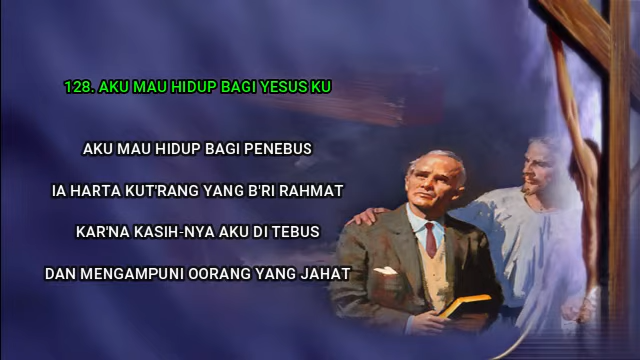 128. AKU MAU HIDUP BAGI YESUS KU
AKU MAU HIDUP BAGI PENEBUS
IA HARTA KUT'RANG YANG B'RI RAHMAT
KAR'NA KASIH-NYA AKU DI TEBUS
DAN MENGAMPUNI OORANG YANG JAHAT